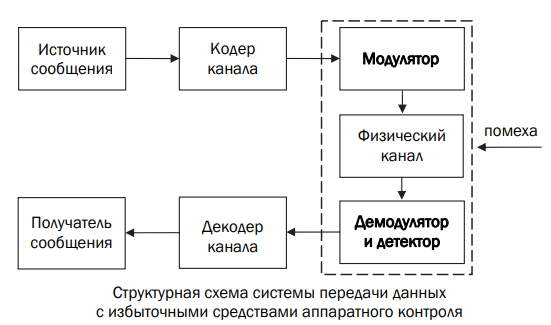 Источник
сообщения
Кодер
канала
Модулятор
Физический
канал
помеха
Получатель
сообщения
Декодер
канала
Демодулятор
и детектор
Структурная схема системы передачи данных
с избыточными средствами аппаратного контроля